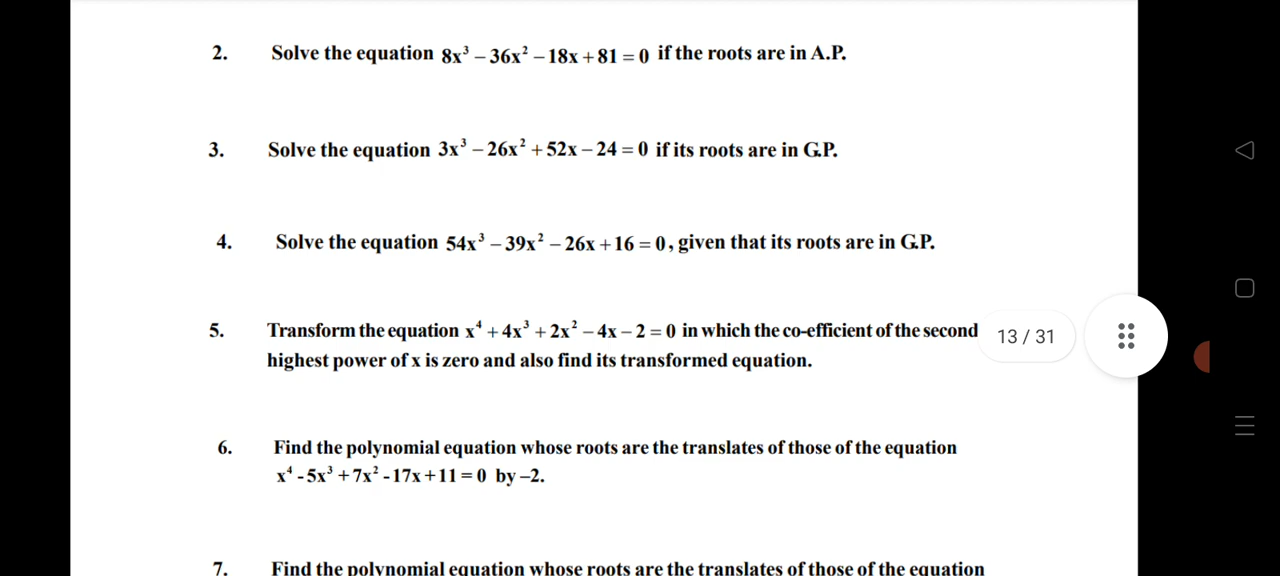 2. Solve the equation 8x³ – 36x² – 18x + 81 = 0 if the roots are in A.P.
3. Solve the equation 3x³ – 26x² + 52x – 24 = 0 if its roots are in G.P.
4. Solve the equation 54x³ – 39x² – 26x + 16 = 0, given that its roots are in G.P.
5. Transform the equation x⁴ + 4x³ + 2x² – 4x – 2 = 0 in which the co-efficient of the second
highest power of x is zero and also find its transformed equation.
13 / 31
6. Find the polynomial equation whose roots are the translates of those of the equation
x⁴ - 5x³ + 7x² - 17x + 11 = 0 by –2.
7. Find the polynomial equation whose roots are the translates of those of the equation